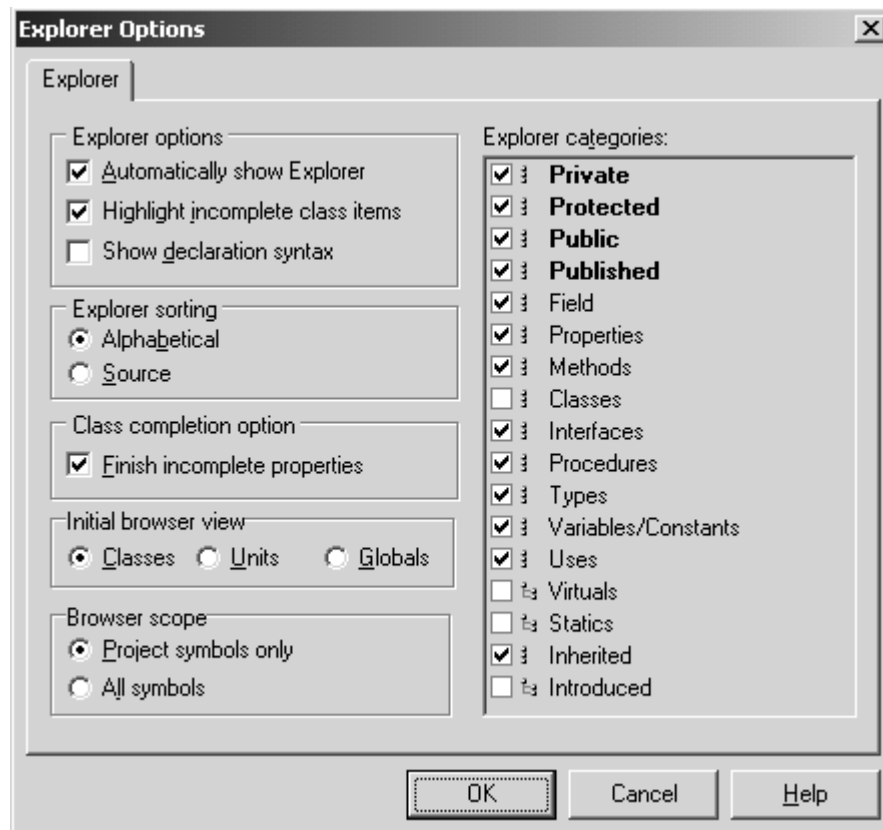 Explorer Options
Explorer
Explorer options
Automatically show Explorer
Highlight incomplete class items
Show declaration syntax
Explorer sorting
Alphabetical
Source
Class completion option
Finish incomplete properties
Initial browser view
Classes Units Globals
Browser scope
Project symbols only
All symbols
Explorer categories:
Private
Protected
Public
Published
Field
Properties
Methods
Classes
Interfaces
Procedures
Types
Variables/Constants
Uses
Virtuals
Statics
Inherited
Introduced
OK Cancel Help